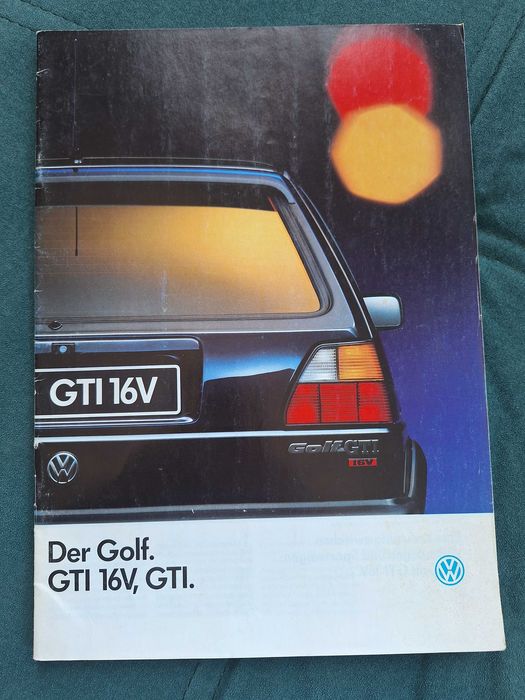 GTI 16V
Golf GTI
16V
Der Golf.
GTI 16V, GTI.